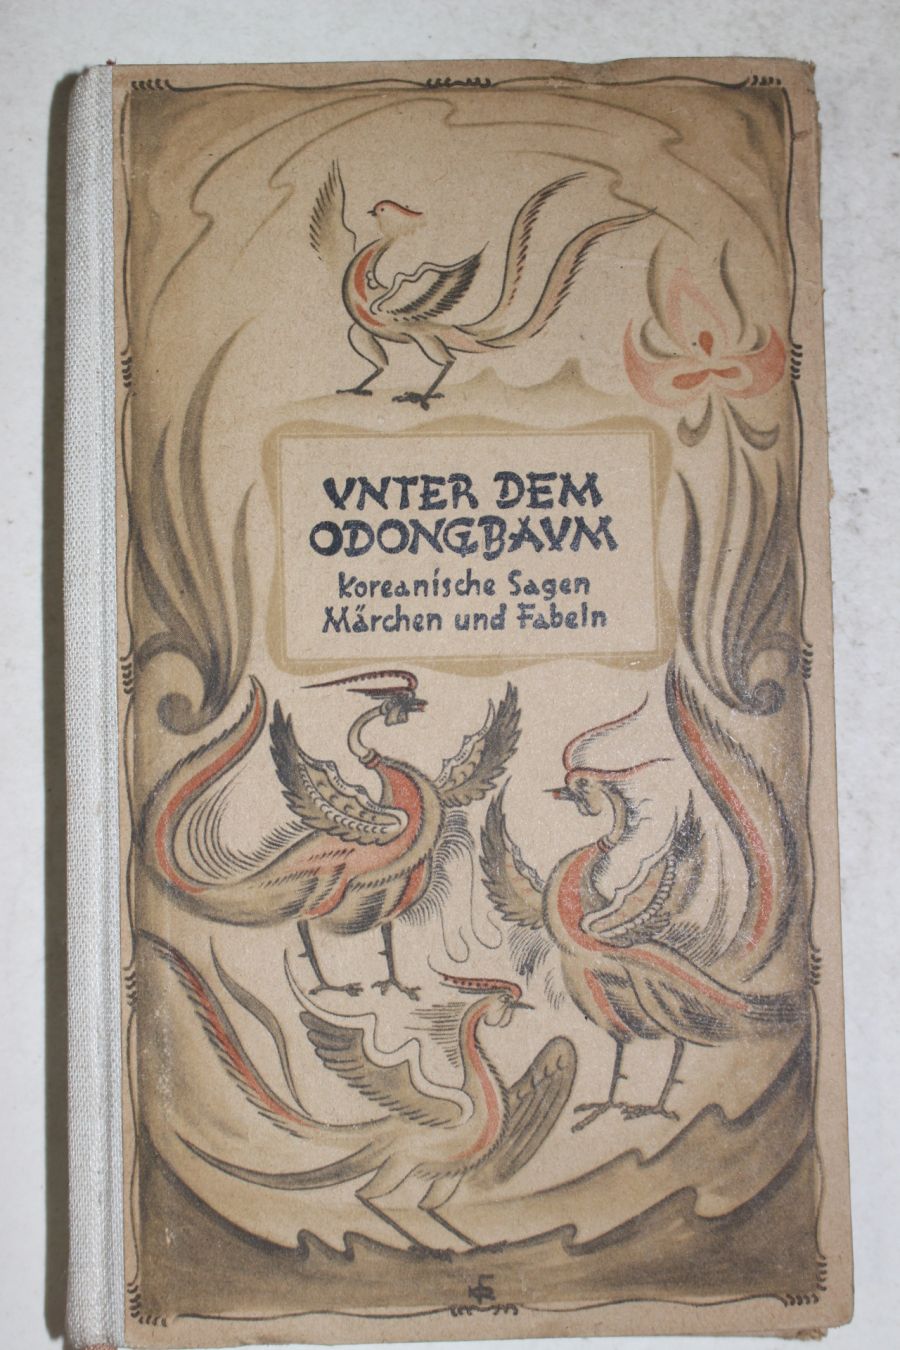 VNTER DEM
ODONGBAVM
Koreanische Sagen
Märchen und Fabeln